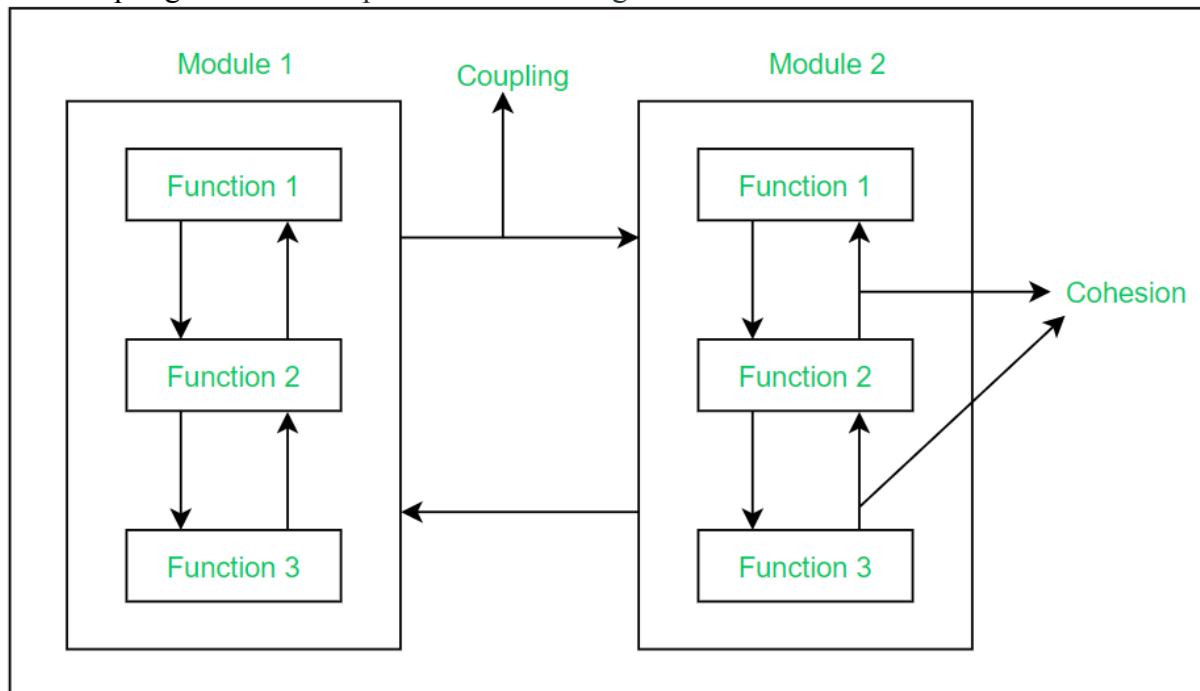 Module 1
Coupling
Module 2
Function 1
Function 1
Cohesion
Function 2
Function 2
Function 3
Function 3